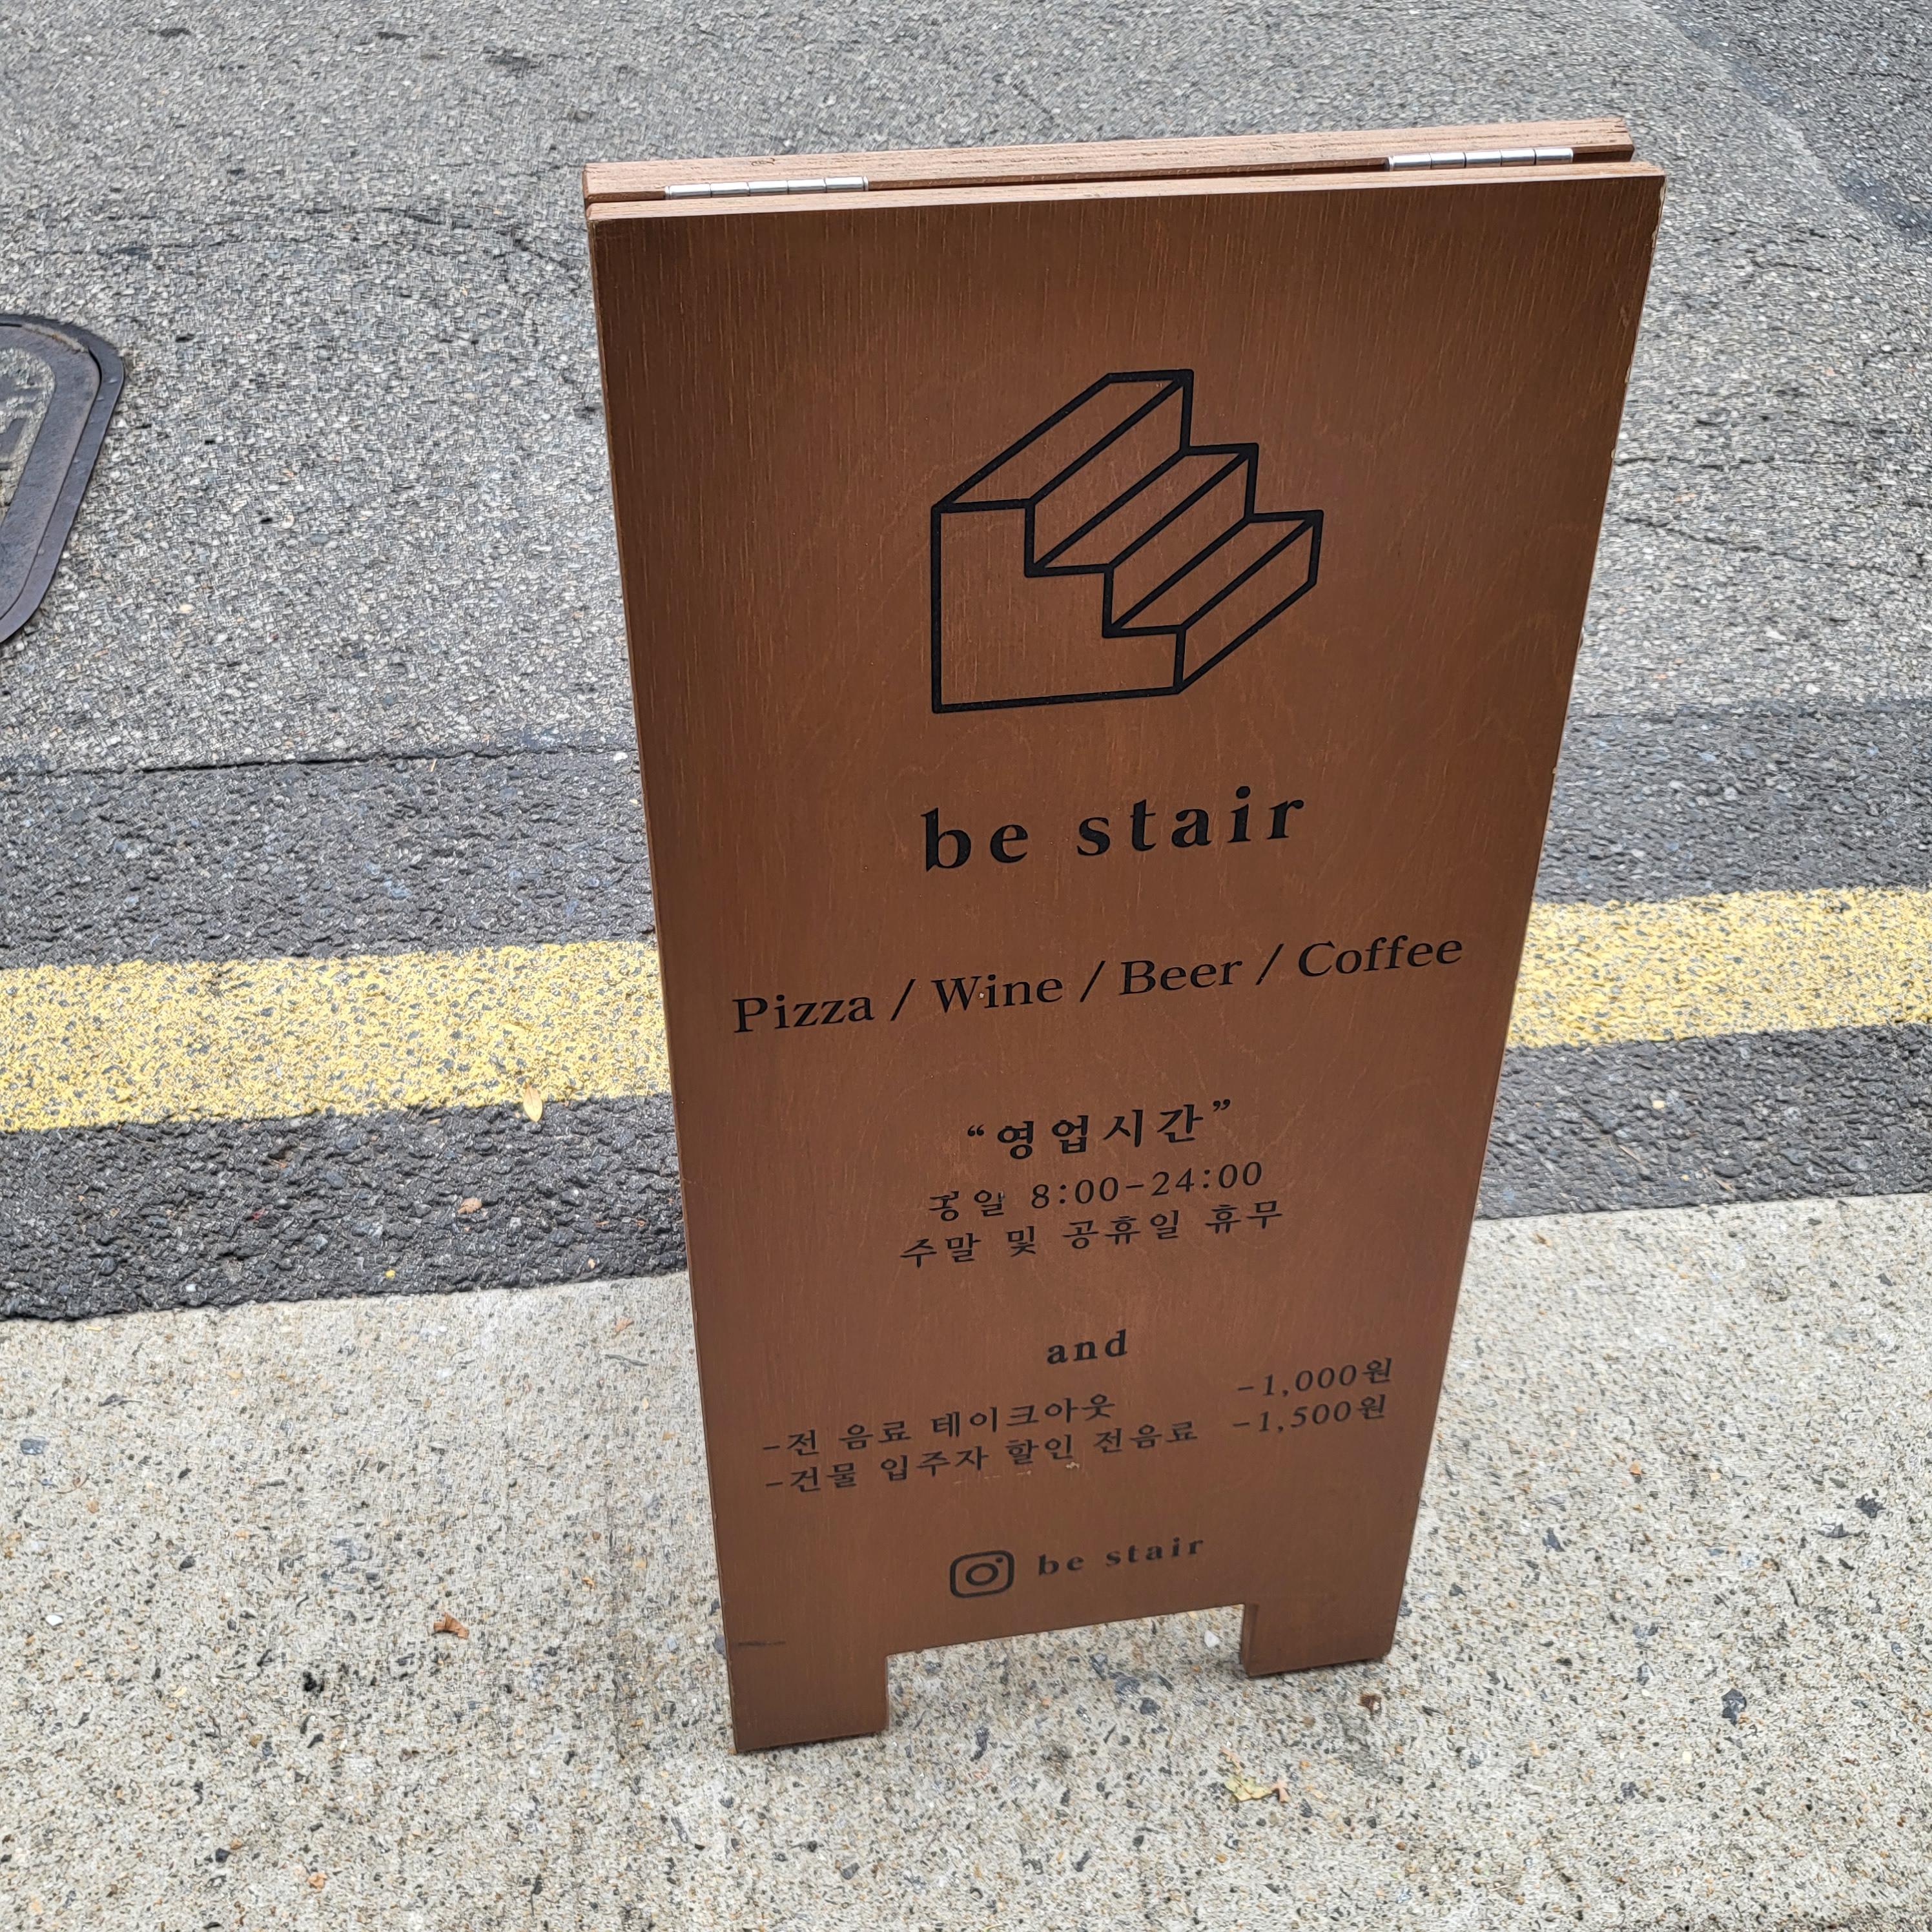 be stair
Pizza / Wine / Beer / Coffee
“영업시간”
8:00-24:00
주말 및 공휴일 휴무
and
-전 음료 테이크아웃 -1,000원
-건물 입주자 할인 전음료 -1,500원
be stair